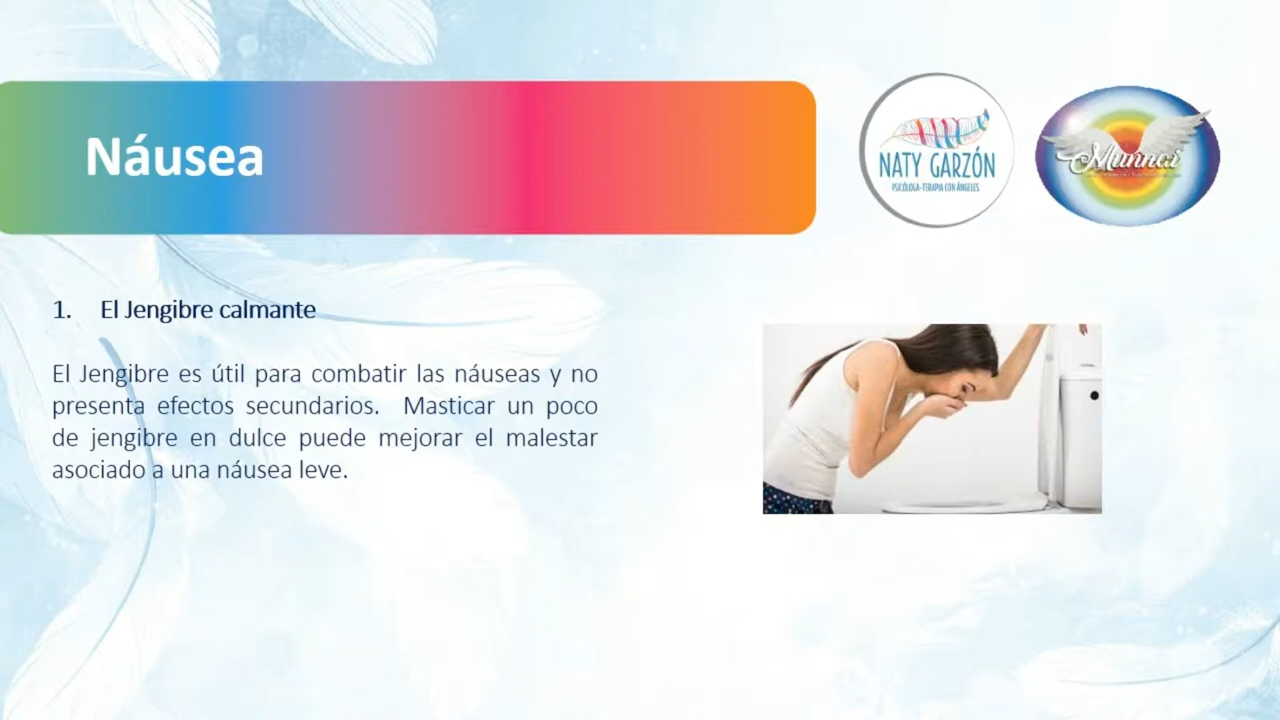 Náusea
NATY GARZÓN
PSICÓLOGA-TERAPIA CON ÁNGELES
Munnai
1. El Jengibre calmante
El Jengibre es útil para combatir las náuseas y no
presenta efectos secundarios. Masticar un poco
de jengibre en dulce puede mejorar el malestar
asociado a una náusea leve.